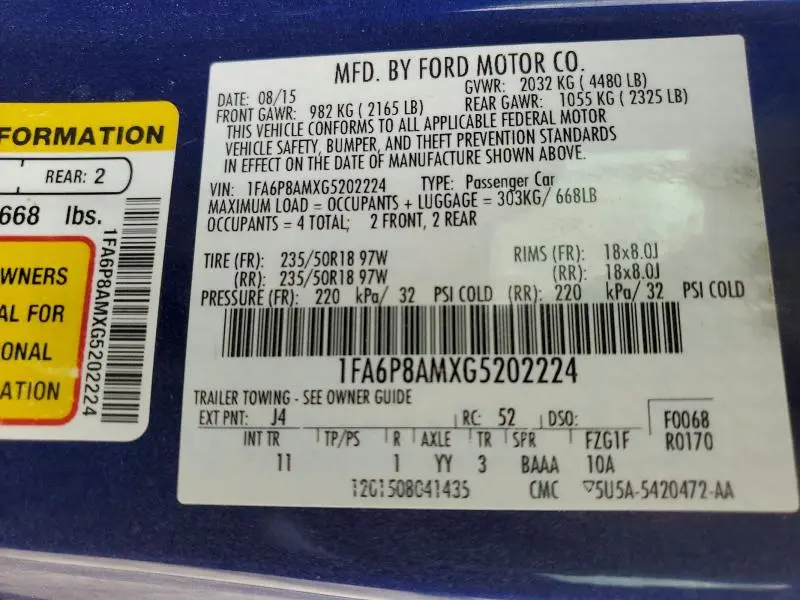 FORMATION
REAR: 2
668 lbs.
WNERS
AL FOR
ONAL
ATION
1FA6P8AMXG5202224
MFD. BY FORD MOTOR CO.
DATE: 08/15 GVWR: 2032 KG ( 4480 LB)
FRONT GAWR: 982 KG ( 2165 LB) REAR GAWR: 1055 KG ( 2325 LB)
THIS VEHICLE CONFORMS TO ALL APPLICABLE FEDERAL MOTOR
VEHICLE SAFETY, BUMPER, AND THEFT PREVENTION STANDARDS
IN EFFECT ON THE DATE OF MANUFACTURE SHOWN ABOVE.
VIN: 1FA6P8AMXG5202224 TYPE: Passenger Car
MAXIMUM LOAD = OCCUPANTS + LUGGAGE = 303KG/ 668LB
OCCUPANTS = 4 TOTAL; 2 FRONT, 2 REAR
TIRE (FR): 235/50R18 97W RIMS (FR): 18x8.0J
(RR): 235/50R18 97W (RR): 18x8.0J
PRESSURE (FR): 220 kPa/ 32 PSI COLD (RR): 220 kPa/ 32 PSI COLD
1FA6P8AMXG5202224
TRAILER TOWING - SEE OWNER GUIDE
EXT PNT: J4 RC: 52 DSO: F0068
INT TR TP/PS R AXLE TR SPR FZG1F R0170
11 1 YY 3 BAAA 10A
12G1508041435 CMC ▽5U5A-5420472-AA